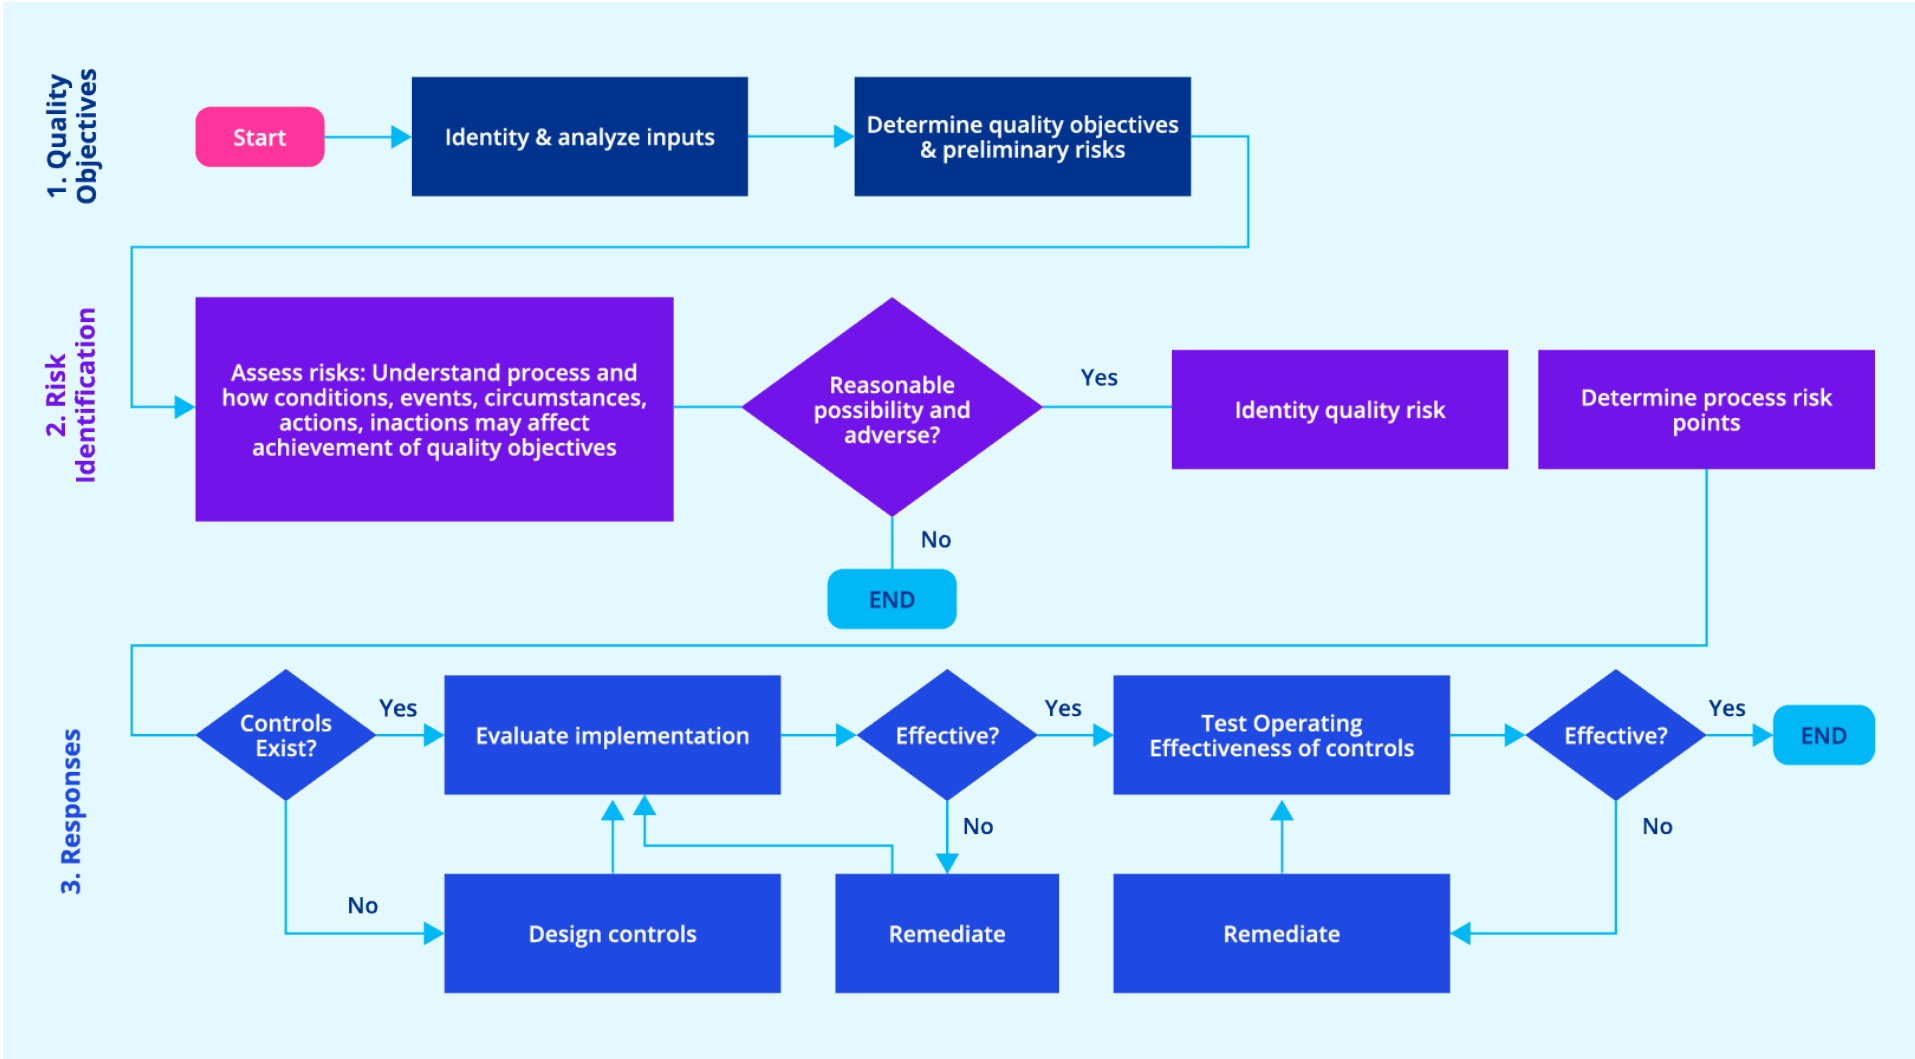 1. Quality
Objectives
Start
Identity & analyze inputs
Determine quality objectives
& preliminary risks
2. Risk
Identification
Assess risks: Understand process and
how conditions, events, circumstances,
actions, inactions may affect
achievement of quality objectives
Reasonable
possibility and
adverse?
Yes
Identity quality risk
Determine process risk
points
No
END
3. Responses
Controls
Exist?
Yes
Evaluate implementation
Effective?
Yes
Test Operating
Effectiveness of controls
Effective?
Yes
END
No
No
No
Design controls
Remediate
Remediate